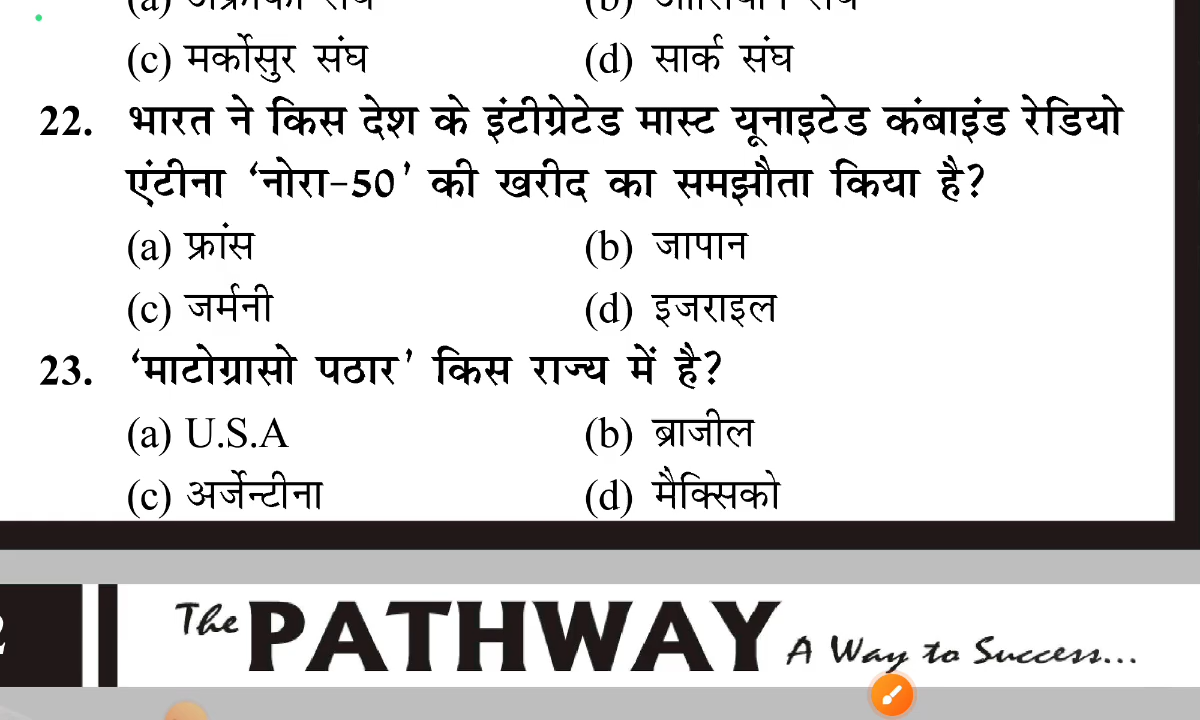 (c) मर्कोसुर संघ (d) सार्क संघ
22. भारत ने किस देश के इंटीग्रेटेड मास्ट यूनाइटेड कंबाइंड रेडियो
एंटीना ‘नोरा-50’ की खरीद का समझौता किया है?
(a) फ्रांस (b) जापान
(c) जर्मनी (d) इजराइल
23. ‘माटोग्रासो पठार’ किस राज्य में है?
(a) U.S.A (b) ब्राजील
(c) अर्जेन्टीना (d) मैक्सिको
The PATHWAY A Way to Success...